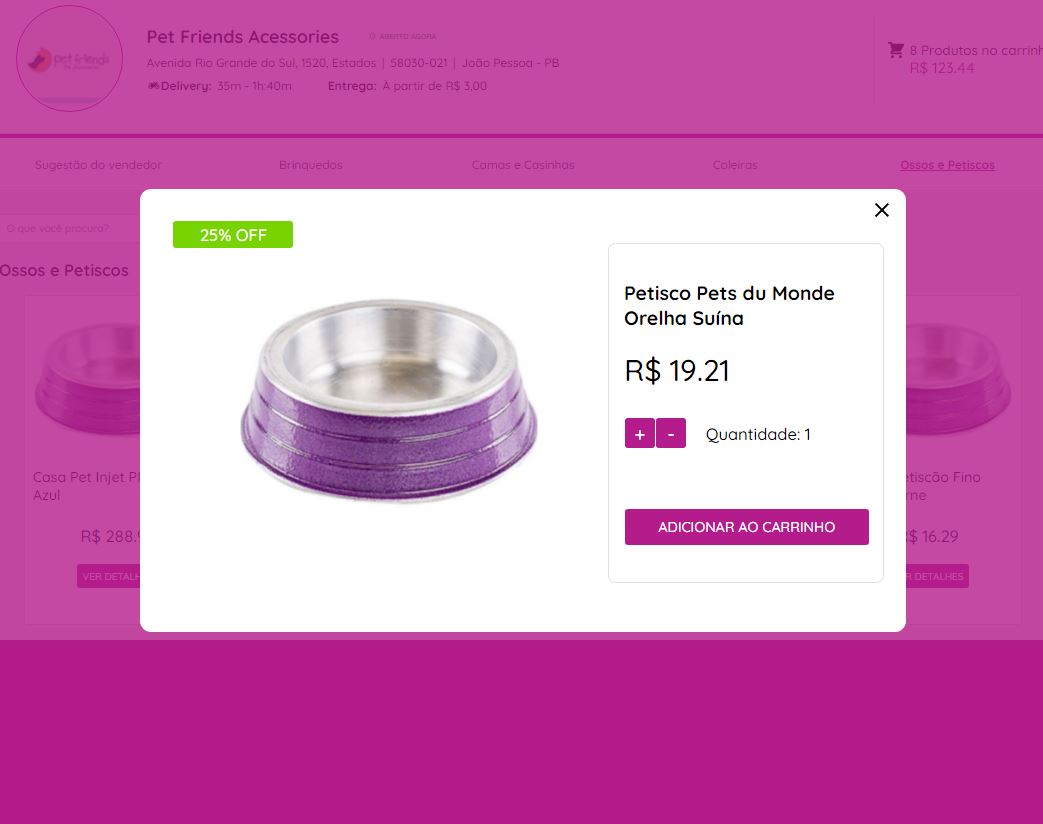 Pet Friends Acessories
ABERTO AGORA
Avenida Rio Grande do Sul, 1520, Estados | 58030-021 | João Pessoa - PB
Delivery: 35m - 1h:40m Entrega: À partir de R$ 3,00
8 Produtos no carrinh
R$ 123.44
pet friends
Sugestão do vendedor Brinquedos Camas e Casinhas Coleiras Ossos e Petiscos
O que você procura?
Ossos e Petiscos
25% OFF
Petisco Pets du Monde
Orelha Suína
R$ 19.21
+ - Quantidade: 1
ADICIONAR AO CARRINHO
Casa Pet Injet Pl
Azul
R$ 288.9
VER DETALH
etiscão Fino
rne
R$ 16.29
R DETALHES